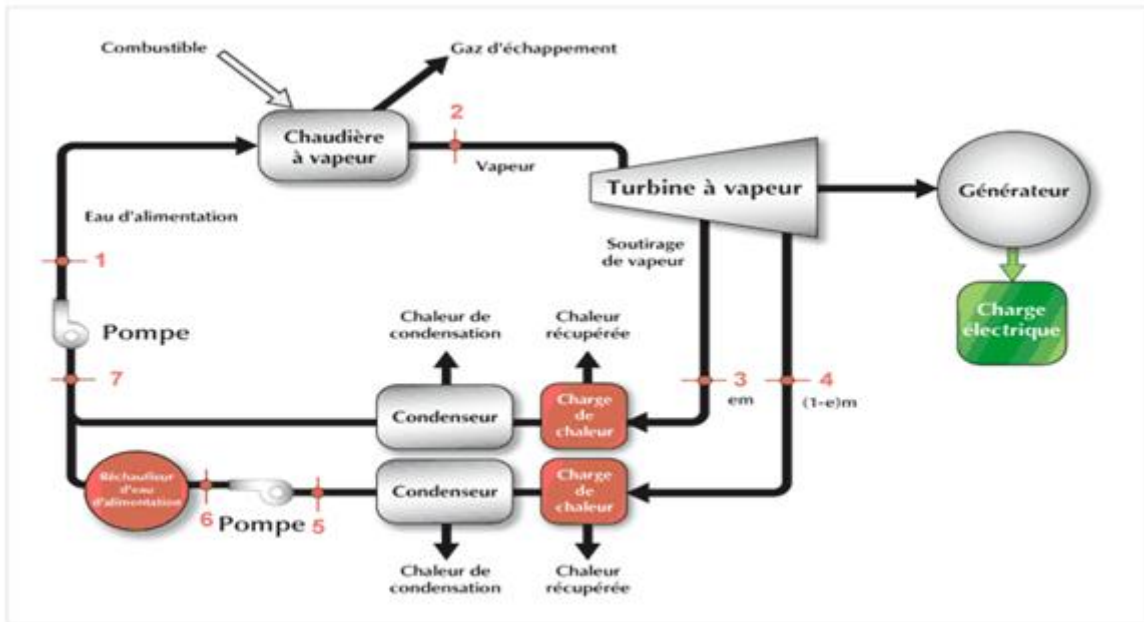 Combustible
Gaz d'échappement
2
Chaudière
à vapeur
Vapeur
Turbine à vapeur
Générateur
Eau d'alimentation
Soutirage
de vapeur
1
Charge
électrique
Pompe
Chaleur de
condensation
Chaleur
récupérée
7
3
em
4
(1-e)m
Condenseur
Charge
de
chaleur
Réchauffeur
d'eau
d'alimentation
6
Pompe
5
Condenseur
Charge
de
chaleur
Chaleur de
condensation
Chaleur
récupérée